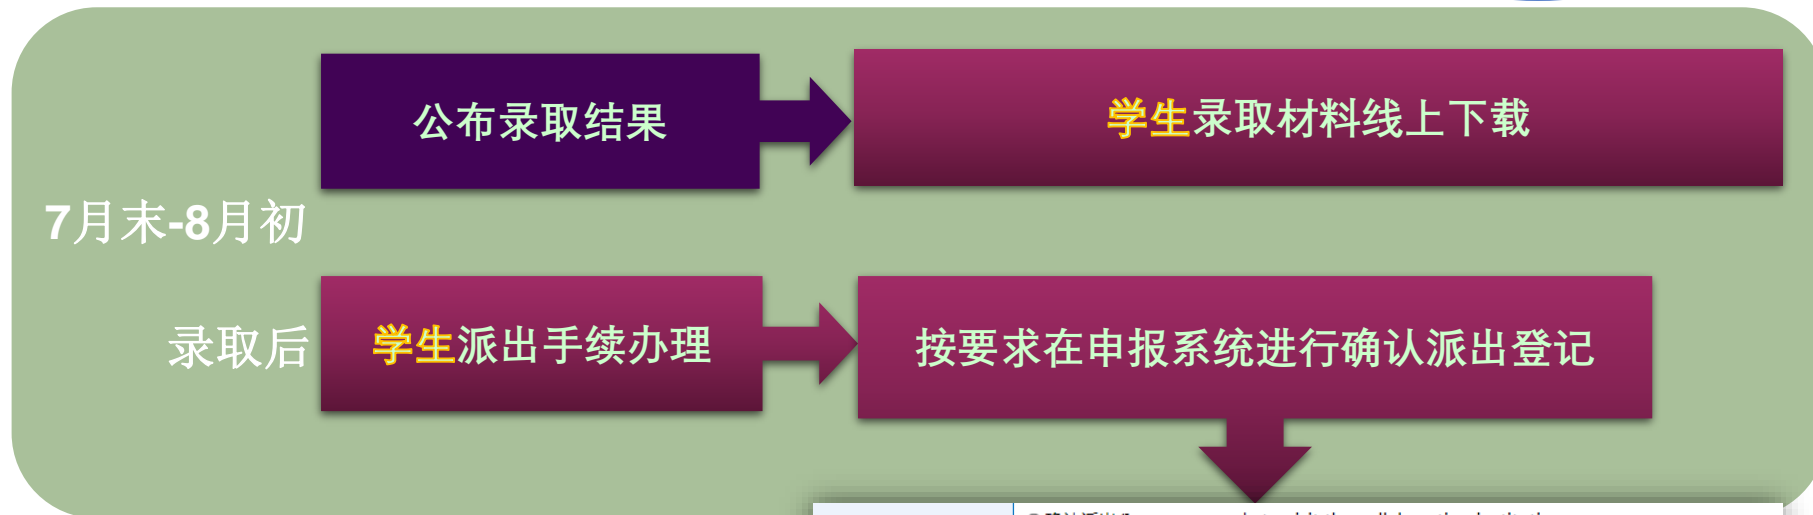 公布录取结果
学生录取材料线上下载
7月末-8月初
录取后
学生派出手续办理
按要求在申报系统进行确认派出登记